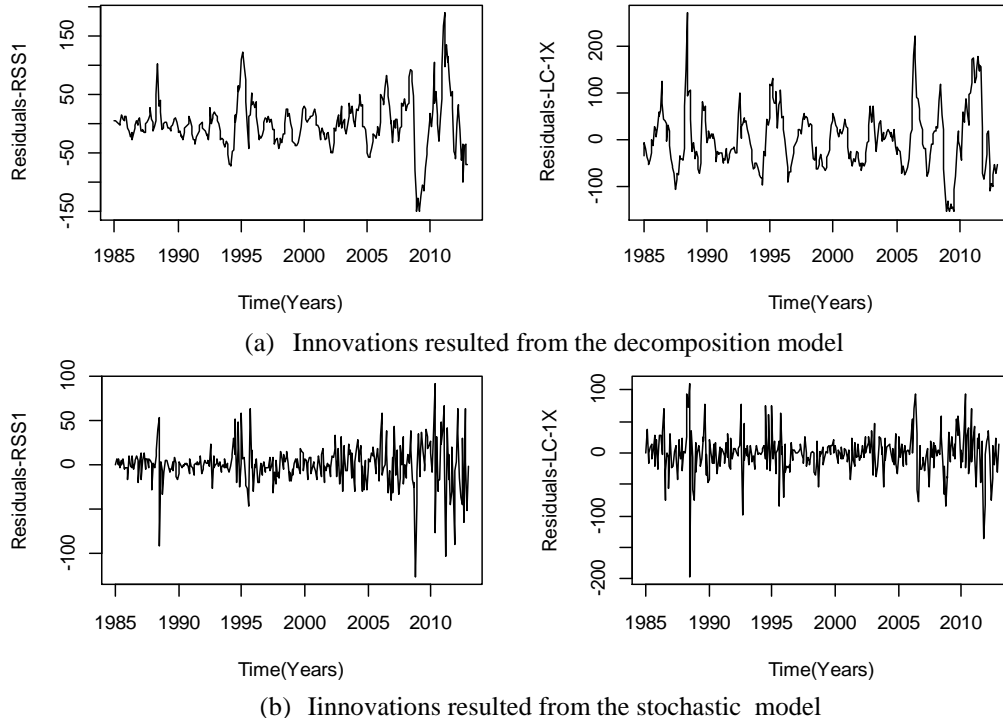 Residuals-RSS1
150
50
-50
-150
1985 1990 1995 2000 2005 2010
Time(Years)
Residuals-LC-1X
200
100
0
-100
1985 1990 1995 2000 2005 2010
Time(Years)
(a) Innovations resulted from the decomposition model
Residuals-RSS1
100
50
0
-100
1985 1990 1995 2000 2005 2010
Time(Years)
Residuals-LC-1X
100
0
-100
-200
1985 1990 1995 2000 2005 2010
Time(Years)
(b) Iinnovations resulted from the stochastic model